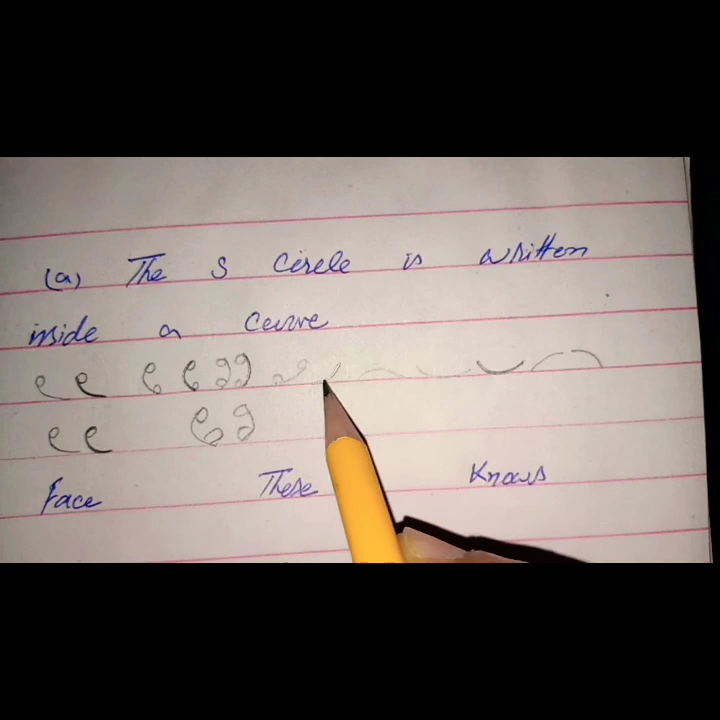 (a) The S Circle is written
inside a Curve
Face These Knows